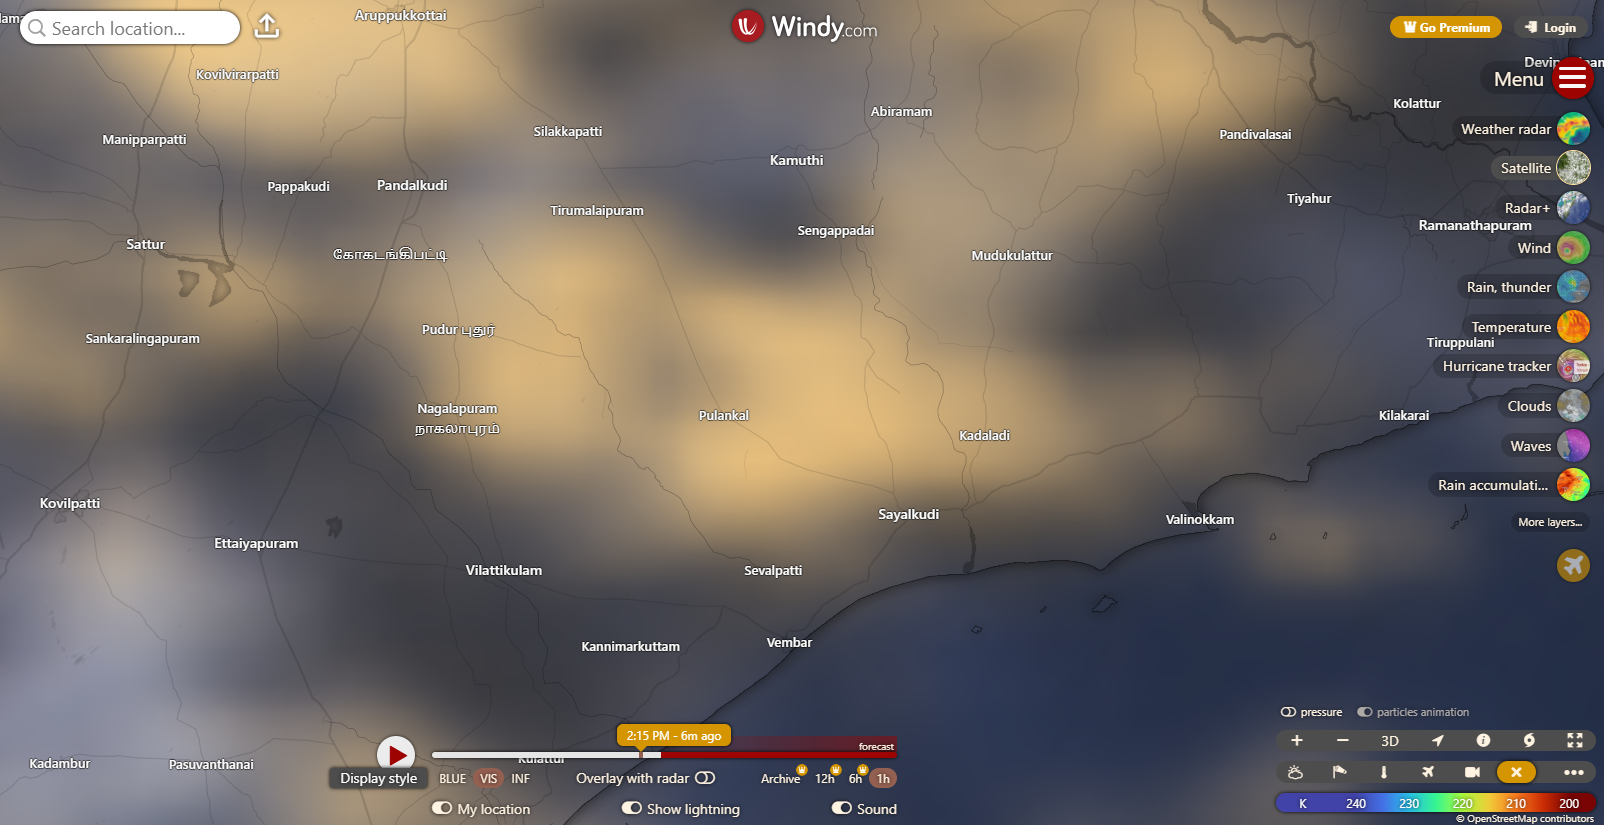 Aruppukkottai
Search location...
Windy.com
Go Premium
Login
Kovilvirarpatti
Menu
Kolattur
Abiramam
Manipparpatti
Silakkapatti
Pandivalasai
Weather radar
Kamuthi
Satellite
Pappakudi
Pandalkudi
Tirumalaipuram
Tiyahur
Radar+
Sengappadai
Ramanathapuram
Sattur
கோகடங்கிபட்டி
Mudukulattur
Wind
Rain, thunder
Pudur புதுர்
Temperature
Sankaralingapuram
Tiruppulani
Hurricane tracker
Nagalapuram
நாகலாபுரம்
Pulankal
Kadaladi
Kilakarai
Clouds
Waves
Rain accumulati...
Kovilpatti
Sayalkudi
Valinokkam
More layers...
Ettaiyapuram
Vilattikulam
Sevalpatti
Kannimarkuttam
Vembar
pressure
particles animation
2:15 PM - 6m ago
forecast
3D
Kadambur
Pasuvanthanai
Kulattur
Display style
BLUE VIS INF
Overlay with radar
Archive 12h 6h 1h
My location
Show lightning
Sound
K 240 230 220 210 200
© OpenStreetMap contributors